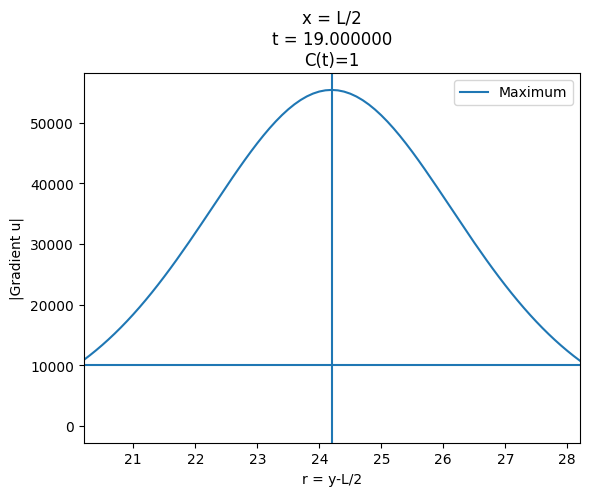 x = L/2
t = 19.000000
C(t)=1
Maximum
|Gradient u|
50000
40000
30000
20000
10000
0
21 22 23 24 25 26 27 28
r = y-L/2